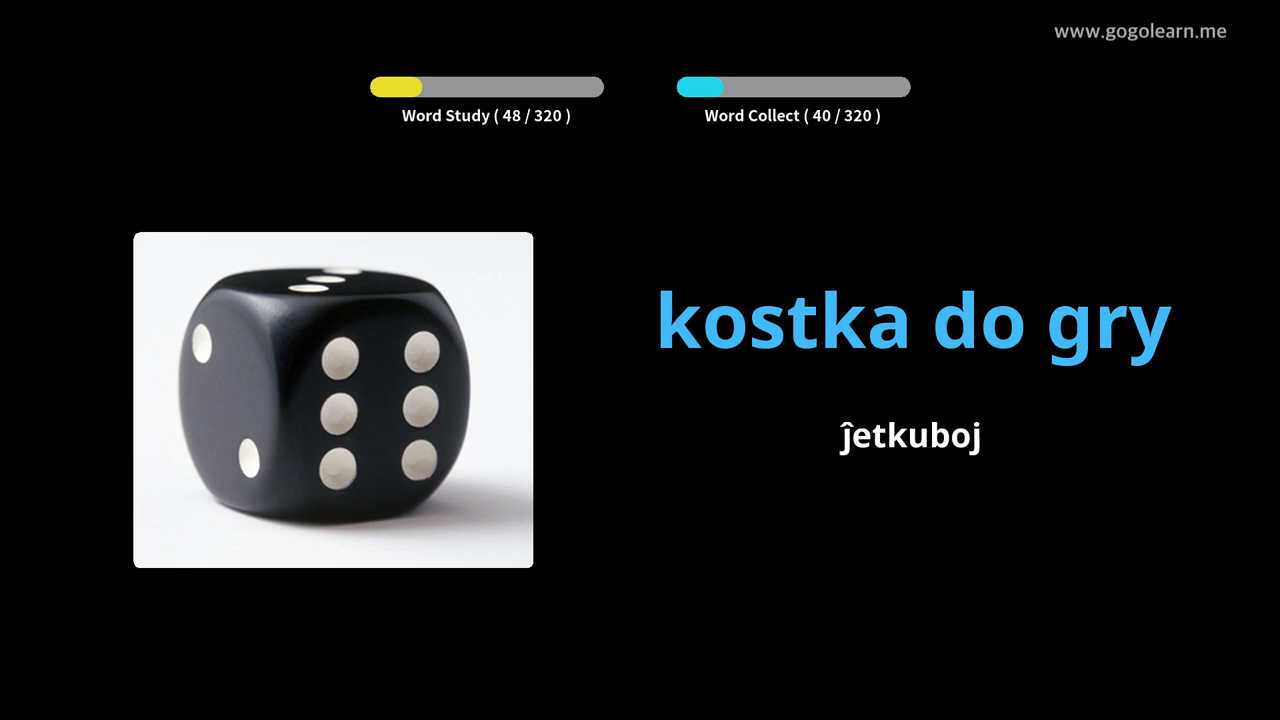 www.gogolearn.me
Word Study ( 48 / 320 )
Word Collect ( 40 / 320 )
kostka do gry
ĵetkuboj